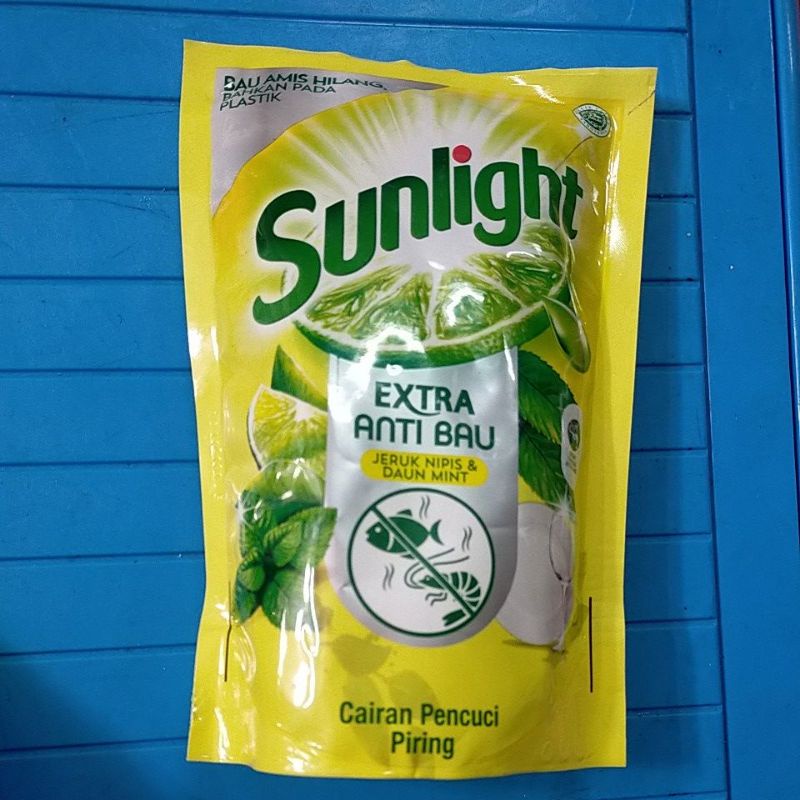 BAU AMIS HILANG,
BAHKAN PADA
PLASTIK
Sunlight
EXTRA
ANTI BAU
JERUK NIPIS &
DAUN MINT
Cairan Pencuci
Piring